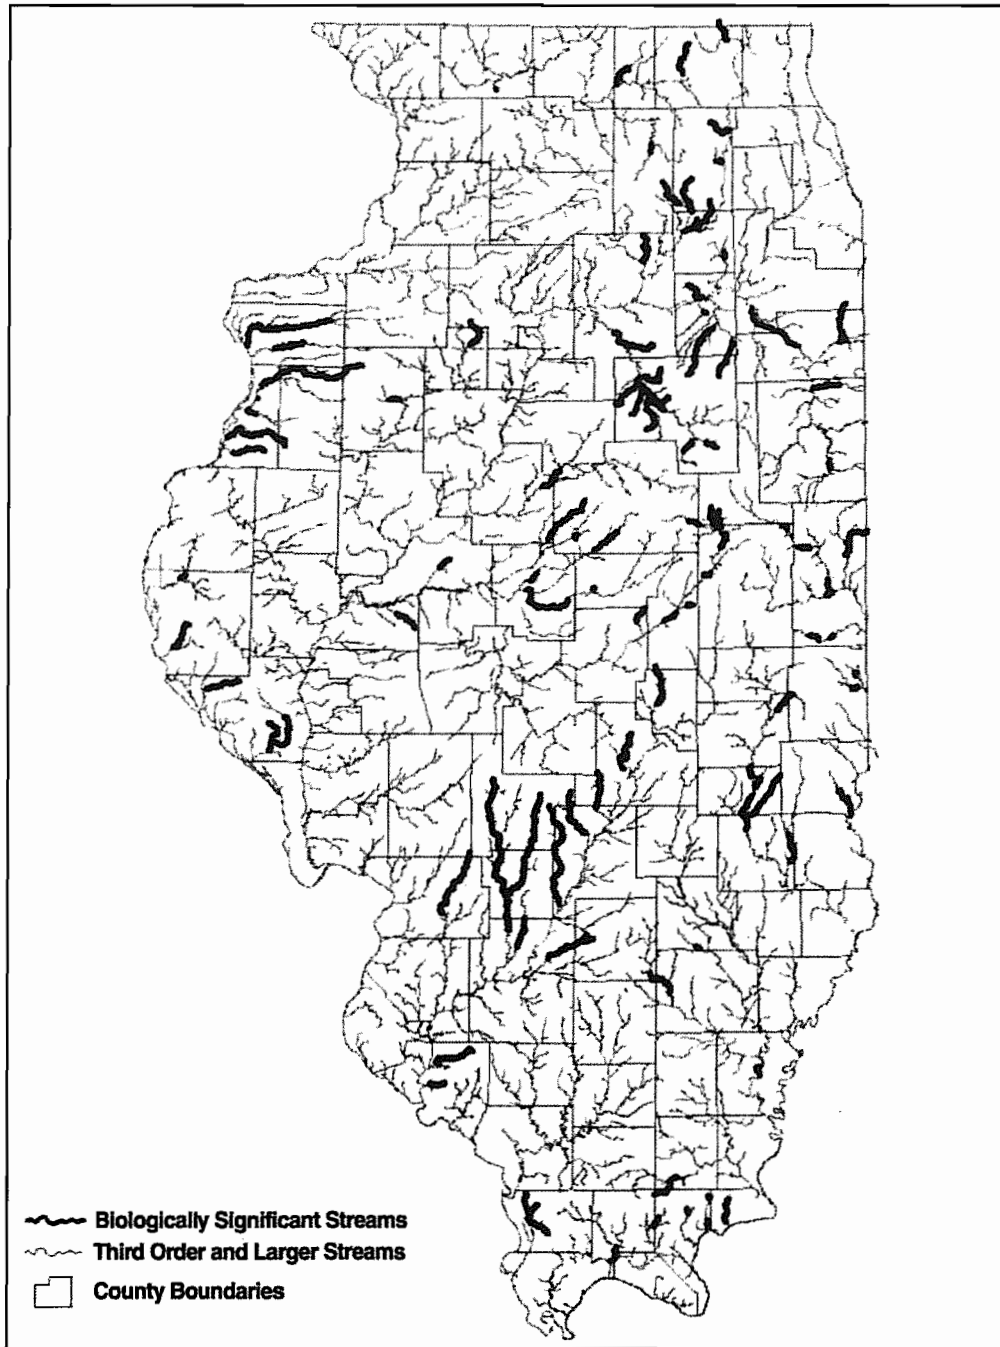 Biologically Significant Streams
Third Order and Larger Streams
County Boundaries